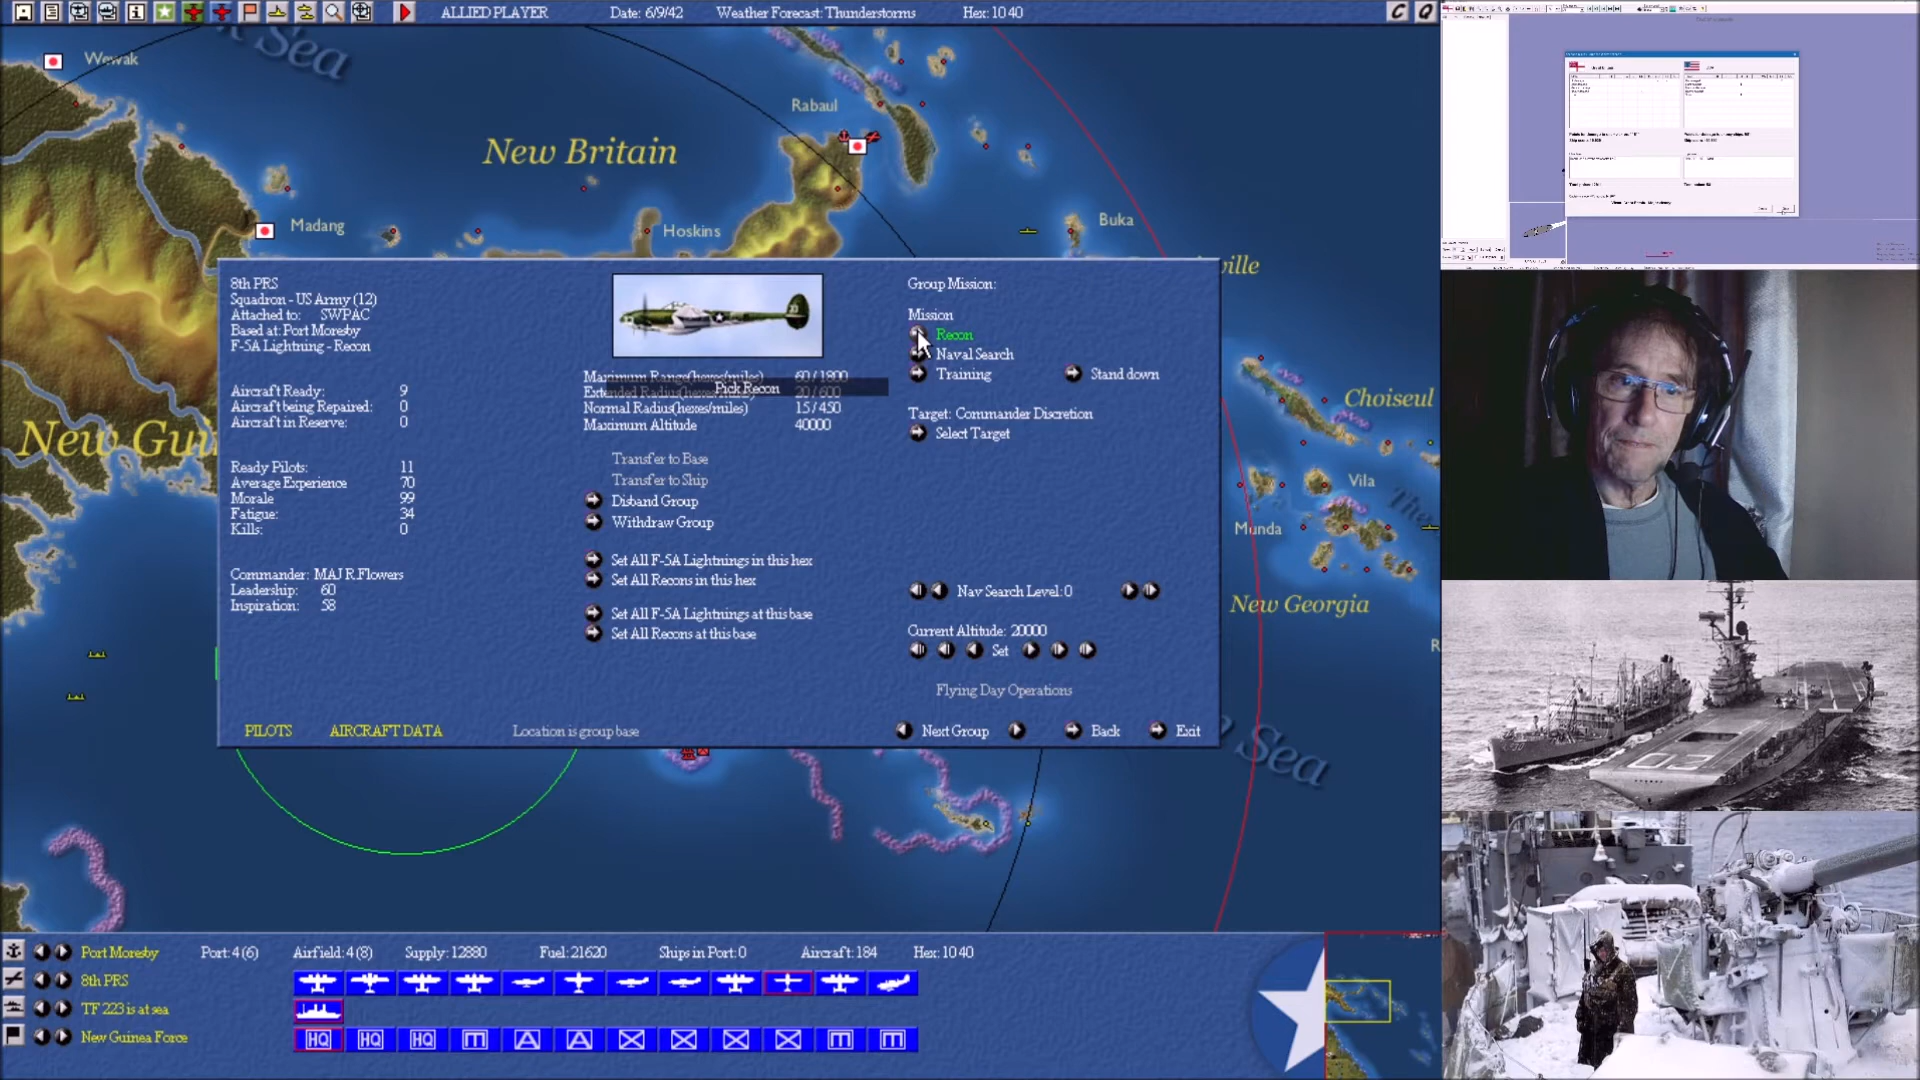 ALLIED PLAYER Date: 6/9/42 Weather Forecast: Thunderstorms Hex: 10 40 C Q
Wewak
Rabaul
New Britain
Madang
Hoskins
Buka
ville
Choiseul
New Gui
Vila
Munda
New Georgia
Sea
8th PRS
Squadron - US Army (12)
Attached to: SWPAC
Based at: Port Moresby
F-5A Lightning - Recon
Aircraft Ready: 9
Aircraft being Repaired: 0
Aircraft in Reserve: 0
Ready Pilots: 11
Average Experience 70
Morale 99
Fatigue: 34
Kills: 0
Commander: MAJ R.Flowers
Leadership: 60
Inspiration: 58
Maximum Range(hexes/miles) 60 / 1800
Pick Recon
Extended Radius(hexes/miles) 20 / 600
Normal Radius(hexes/miles) 15 / 450
Maximum Altitude 40000
Transfer to Base
Transfer to Ship
Disband Group
Withdraw Group
Set All F-5A Lightnings in this hex
Set All Recons in this hex
Set All F-5A Lightnings at this base
Set All Recons at this base
Group Mission:
Mission
Recon
Naval Search
Training Stand down
Target: Commander Discretion
Select Target
Nav Search Level: 0
Current Altitude: 20000
Set
Flying Day Operations
PILOTS AIRCRAFT DATA Location is group base Next Group Back Exit
Sea
Port Moresby Port: 4 (6) Airfield: 4 (8) Supply: 12880 Fuel: 21620 Ships in Port: 0 Aircraft: 184 Hex: 10 40
8th PRS
TF 223 is at sea
New Guinea Force HQ HQ HQ